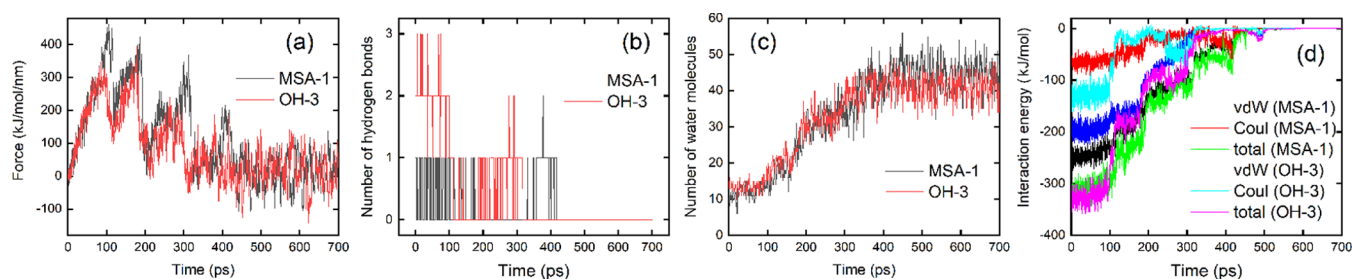 Force (kJ/mol/nm)
400
300
200
100
0
-100
(a)
MSA-1
OH-3
0 100 200 300 400 500 600 700
Time (ps)
Number of hydrogen bonds
3
2
1
0
(b)
MSA-1
OH-3
0 100 200 300 400 500 600 700
Time (ps)
Number of water molecules
60
50
40
30
20
10
0
(c)
MSA-1
OH-3
0 100 200 300 400 500 600 700
Time (ps)
Interaction energy (kJ/mol)
0
-100
-200
-300
-400
(d)
vdW (MSA-1)
Coul (MSA-1)
total (MSA-1)
vdW (OH-3)
Coul (OH-3)
total (OH-3)
0 100 200 300 400 500 600 700
Time (ps)